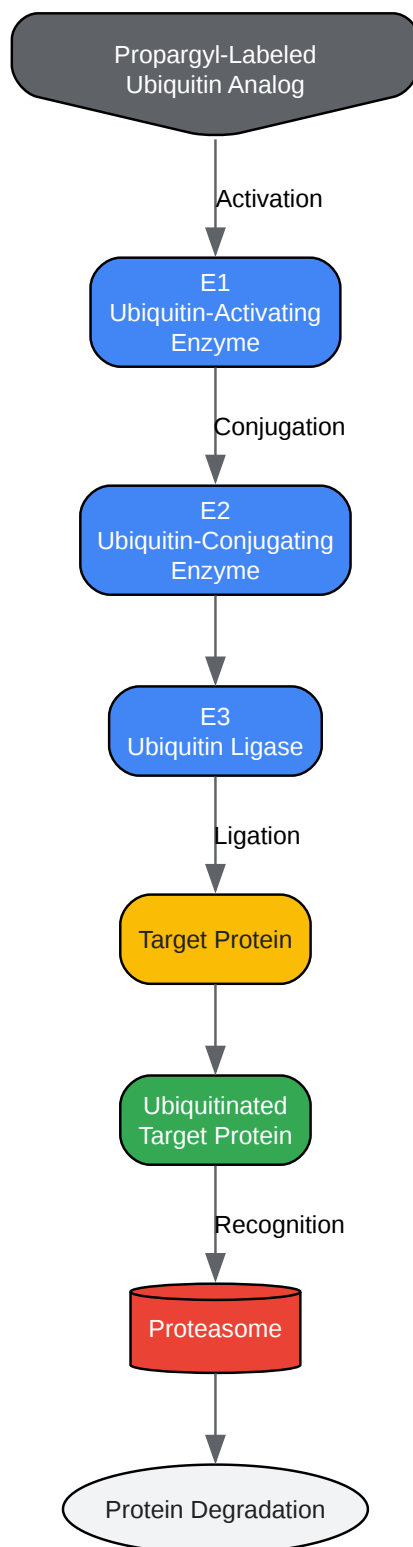 Propargyl-Labeled
Ubiquitin Analog
Activation
E1
Ubiquitin-Activating
Enzyme
Conjugation
E2
Ubiquitin-Conjugating
Enzyme
E3
Ubiquitin Ligase
Ligation
Target Protein
Ubiquitinated
Target Protein
Recognition
Proteasome
Protein Degradation